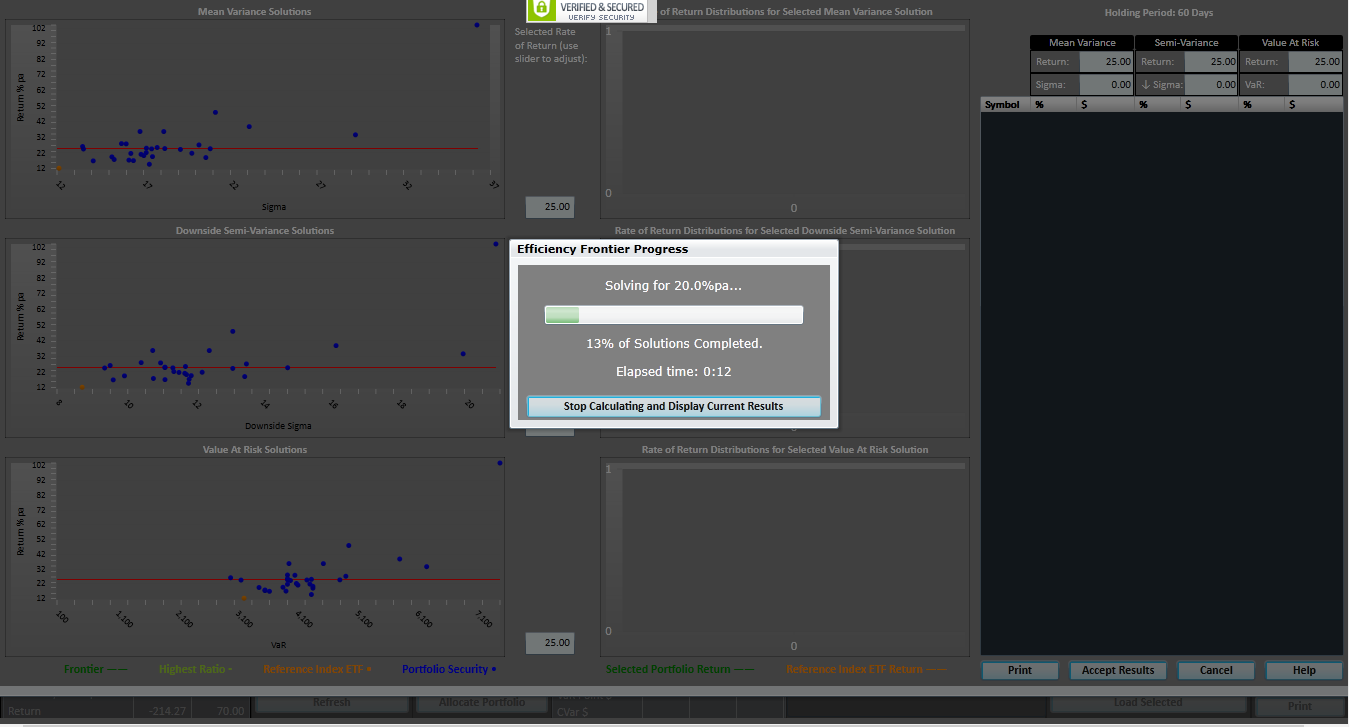 Mean Variance Solutions
VERIFIED & SECURED
VERIFY SECURITY
of Return Distributions for Selected Mean Variance Solution
Holding Period: 60 Days
Selected Rate
of Return (use
slider to adjust):
102
92
82
72
62
52
42
32
22
12
Return % pa
12
17
22
27
32
37
Sigma
25.00
1
0
0
Mean Variance
Semi-Variance
Value At Risk
Return: 25.00 Return: 25.00 Return: 25.00
Sigma: 0.00 ↓ Sigma: 0.00 VaR: 0.00
Symbol % $ % $ % $
Downside Semi-Variance Solutions
Rate of Return Distributions for Selected Downside Semi-Variance Solution
102
92
82
72
62
52
42
32
22
12
Return % pa
8
10
12
14
16
18
20
Downside Sigma
Efficiency Frontier Progress
Solving for 20.0%pa...
13% of Solutions Completed.
Elapsed time: 0:12
Stop Calculating and Display Current Results
Value At Risk Solutions
Rate of Return Distributions for Selected Value At Risk Solution
102
92
82
72
62
52
42
32
22
12
Return % pa
100
1,100
2,100
3,100
4,100
5,100
6,100
7,100
VaR
25.00
1
0
0
Frontier —— Highest Ratio - Reference Index ETF • Portfolio Security •
Selected Portfolio Return —— Reference Index ETF Return ——
Print Accept Results Cancel Help
Refresh Allocate Portfolio Load Selected Print
Return -214.27 70.00 CVar $